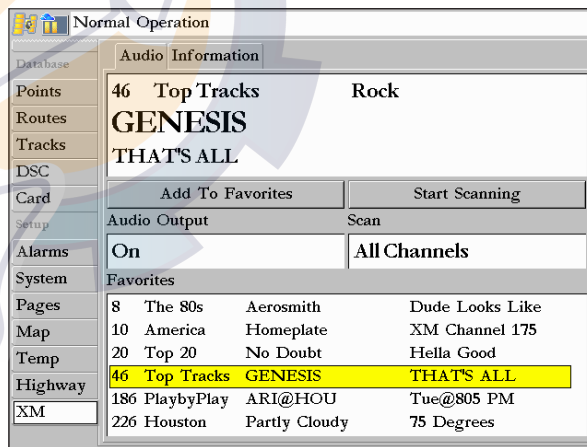 Normal Operation
Database
Points
Routes
Tracks
DSC
Card
Setup
Alarms
System
Pages
Map
Temp
Highway
XM
Audio Information
46 Top Tracks Rock
GENESIS
THAT'S ALL
Add To Favorites Start Scanning
Audio Output Scan
On All Channels
Favorites
8 The 80s Aerosmith Dude Looks Like
10 America Homeplate XM Channel 175
20 Top 20 No Doubt Hella Good
46 Top Tracks GENESIS THAT'S ALL
186 PlaybyPlay ARI@HOU Tue@805 PM
226 Houston Partly Cloudy 75 Degrees